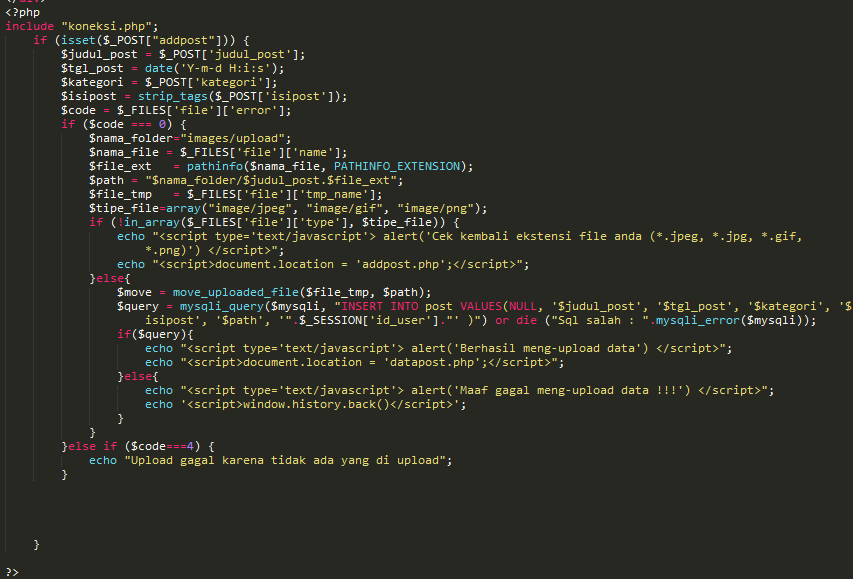 <?php
include "koneksi.php";
    if (isset($_POST["addpost"])) {
        $judul_post = $_POST['judul_post'];
        $tgl_post = date('Y-m-d H:i:s');
        $kategori = $_POST['kategori'];
        $isipost = strip_tags($_POST['isipost']);
        $code = $_FILES['file']['error'];
        if ($code === 0) {
            $nama_folder="images/upload";
            $nama_file = $_FILES['file']['name'];
            $file_ext   = pathinfo($nama_file, PATHINFO_EXTENSION);
            $path = "$nama_folder/$judul_post.$file_ext";
            $file_tmp   = $_FILES['file']['tmp_name'];
            $tipe_file=array("image/jpeg", "image/gif", "image/png");
            if (!in_array($_FILES['file']['type'], $tipe_file)) {
                echo "<script type='text/javascript'> alert('Cek kembali ekstensi file anda (*.jpeg, *.jpg, *.gif,
                    *.png)') </script>";
                echo "<script>document.location = 'addpost.php';</script>";
            }else{
                $move = move_uploaded_file($file_tmp, $path);
                $query = mysqli_query($mysqli, "INSERT INTO post VALUES(NULL, '$judul_post', '$tgl_post', '$kategori', '$
                    isipost', '$path', '".$_SESSION['id_user']."' )") or die ("Sql salah : ".mysqli_error($mysqli));
                if($query){
                    echo "<script type='text/javascript'> alert('Berhasil meng-upload data') </script>";
                    echo "<script>document.location = 'datapost.php';</script>";
                }else{
                    echo "<script type='text/javascript'> alert('Maaf gagal meng-upload data !!!') </script>";
                    echo '<script>window.history.back()</script>';
                }
            }
        }else if ($code===4) {
            echo "Upload gagal karena tidak ada yang di upload";
        }
    }
?>